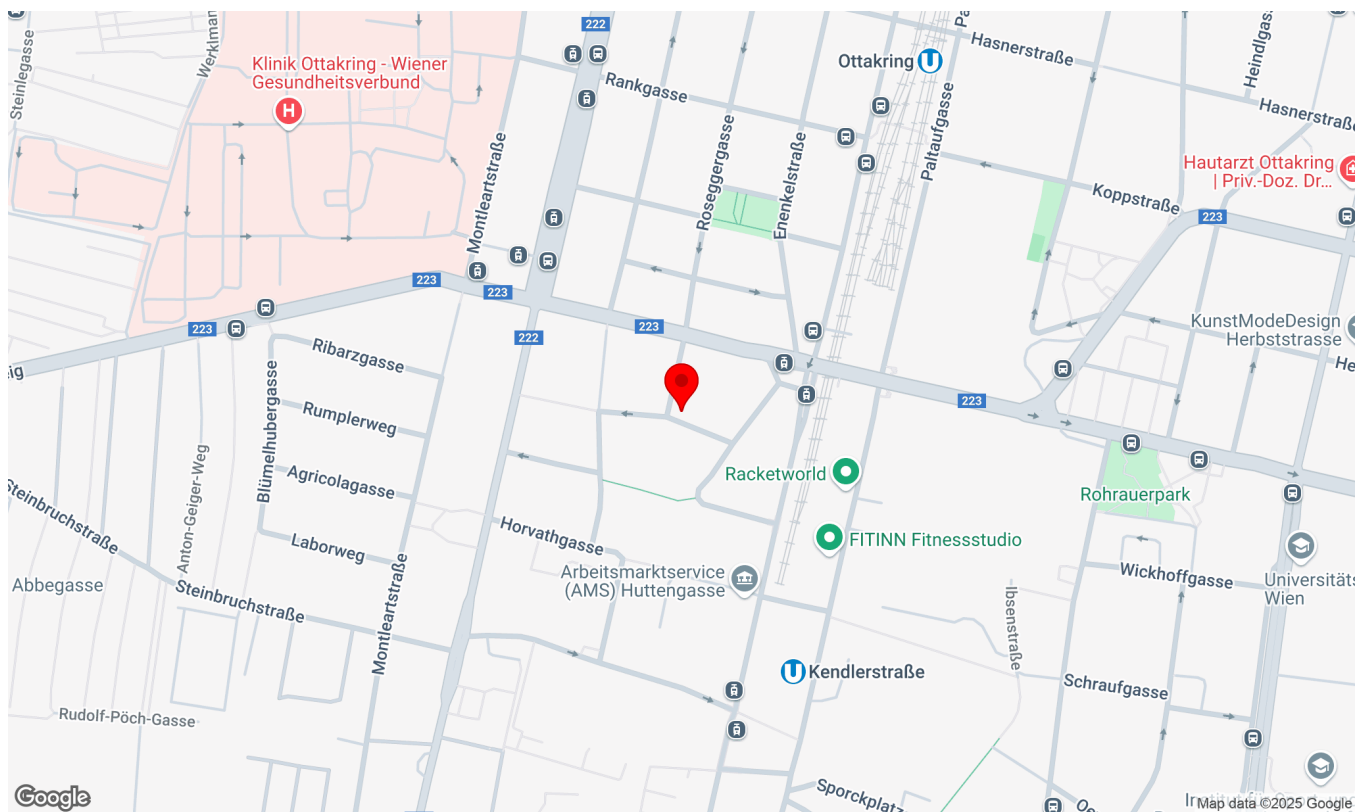 222
Hasnerstraße
Heindlgasse
Steinlegasse
Klinik Ottakring - Wiener
Gesundheitsverbund
H
Ottakring
U
Rankgasse
Hasnerstraße
Montleartstraße
Roseggergasse
Enenkelstraße
Paltaufgasse
Hautarzt Ottakring
| Priv.-Doz. Dr...
Koppstraße
223
223
223
223
222
223
KunstModeDesign
Herbststrasse
Ribarzgasse
Blümelhubergasse
Rumplerweg
223
Agricolagasse
Anton-Geiger-Weg
Racketworld
Rohrauerpark
Steinbruchstraße
Horvathgasse
Laborweg
FITINN Fitnessstudio
Arbeitsmarktservice
(AMS) Huttengasse
Abbegasse
Wickhoffgasse
Universitäts
Wien
Steinbruchstraße
Montleartstraße
Ibsenstraße
U
Kendlerstraße
Schraufgasse
Rudolf-Pöch-Gasse
Sporckplatz
Google
Map data ©2025 Google